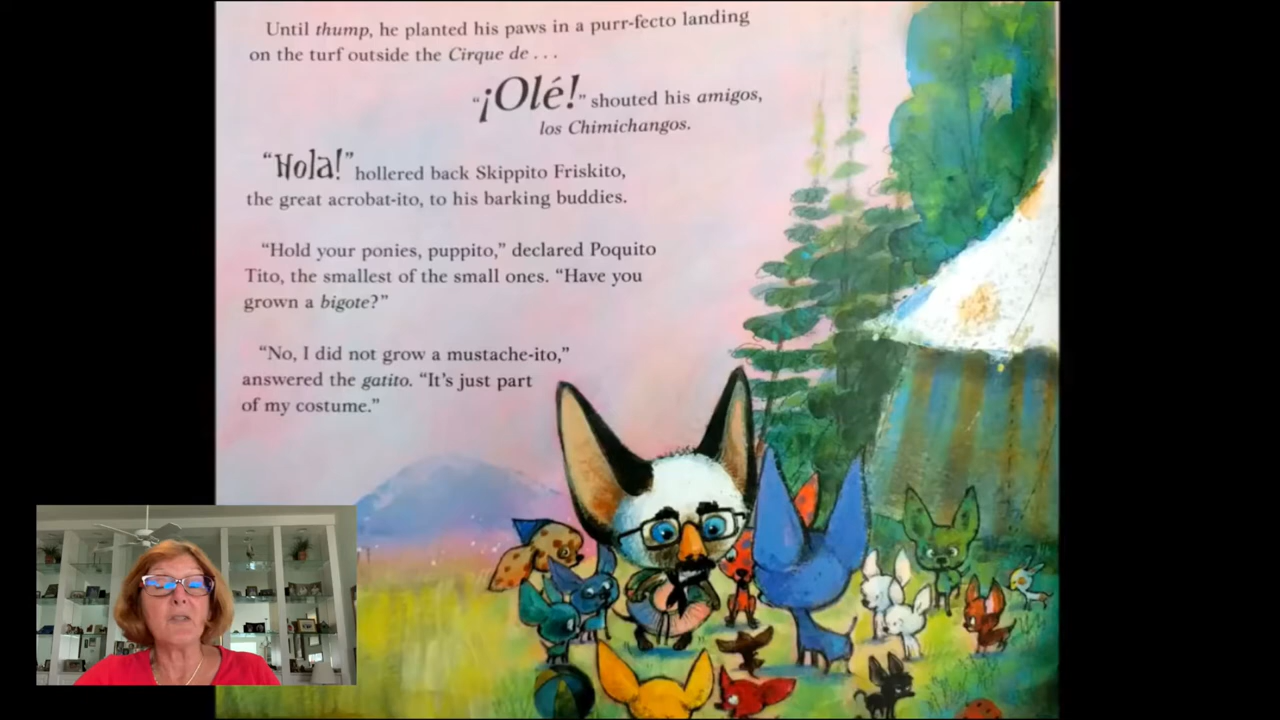 Until thump, he planted his paws in a purr-fecto landing
on the turf outside the Cirque de . . .
“¡Olé!” shouted his amigos,
los Chimichangos.
“Hola!” hollered back Skippito Friskito,
the great acrobat-ito, to his barking buddies.
“Hold your ponies, puppito,” declared Poquito
Tito, the smallest of the small ones. “Have you
grown a bigote?”
“No, I did not grow a mustache-ito,”
answered the gatito. “It’s just part
of my costume.”